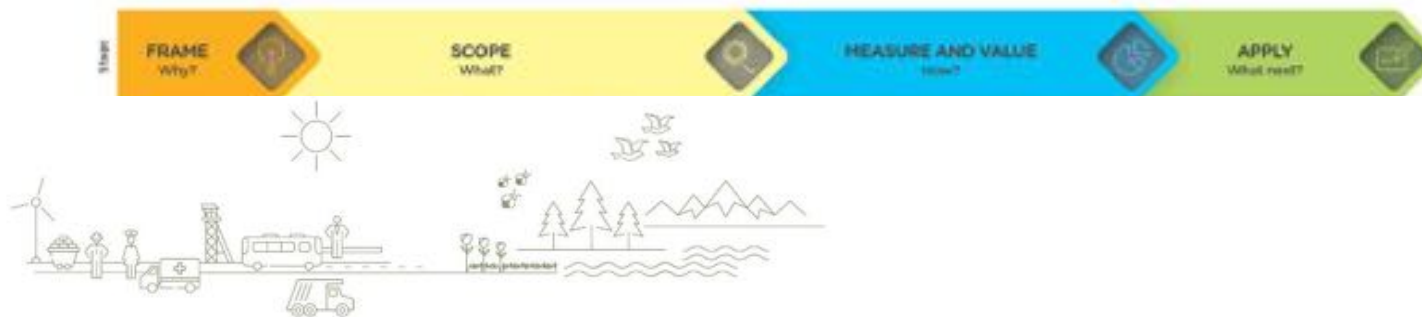 Stage
FRAME
Why?
SCOPE
What?
MEASURE AND VALUE
How?
APPLY
What next?